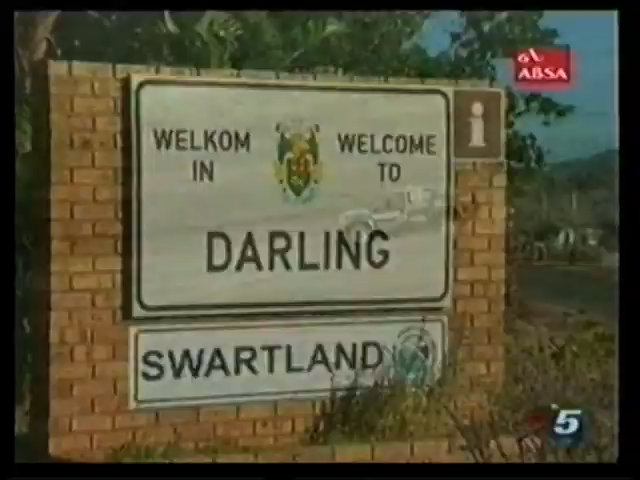 ABSA
i
WELKOM IN
WELCOME TO
DARLING
SWARTLAND
5